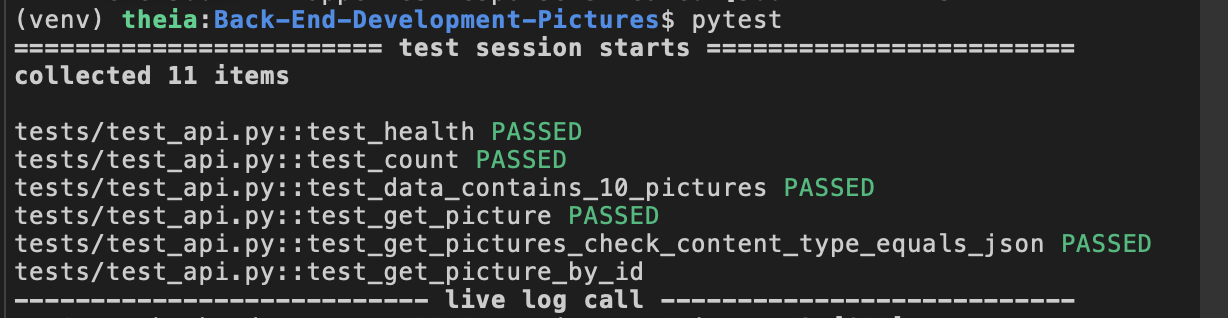 (venv) theia:Back-End-Development-Pictures$ pytest
======================== test session starts ========================
collected 11 items
tests/test_api.py::test_health PASSED
tests/test_api.py::test_count PASSED
tests/test_api.py::test_data_contains_10_pictures PASSED
tests/test_api.py::test_get_picture PASSED
tests/test_api.py::test_get_pictures_check_content_type_equals_json PASSED
tests/test_api.py::test_get_picture_by_id
--------------------------- live log call ---------------------------